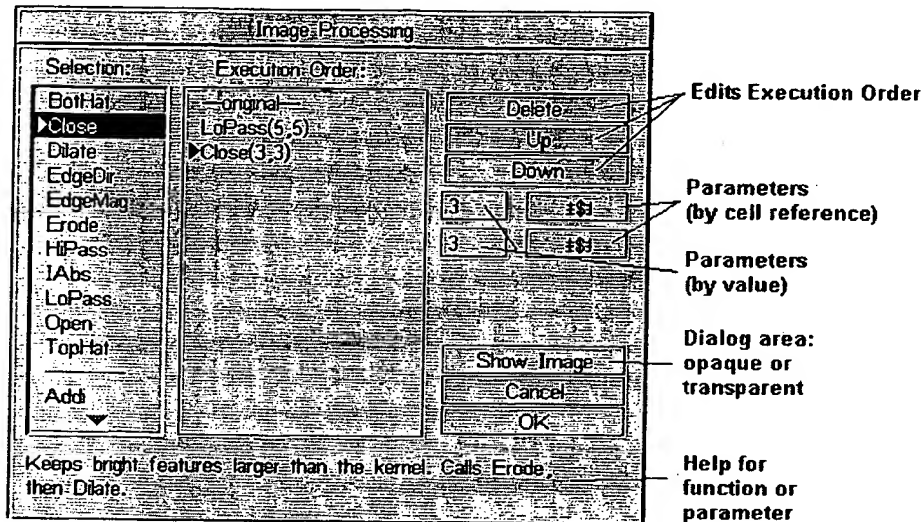 Image Processing
Selection:
Execution Order:
BotHat
Close
Dilate
EdgeDir
EdgeMag
Erode
HiPass
IAbs
LoPass
Open
TopHat
Addi
—original—
LoPass(5,5)
Close(3,3)
Delete
Up
Down
3
±$
3
±$
Show Image
Cancel
OK
Keeps bright features larger than the kernel. Calls Erode,
then Dilate.
Edits Execution Order
Parameters
(by cell reference)
Parameters
(by value)
Dialog area:
opaque or
transparent
Help for
function or
parameter